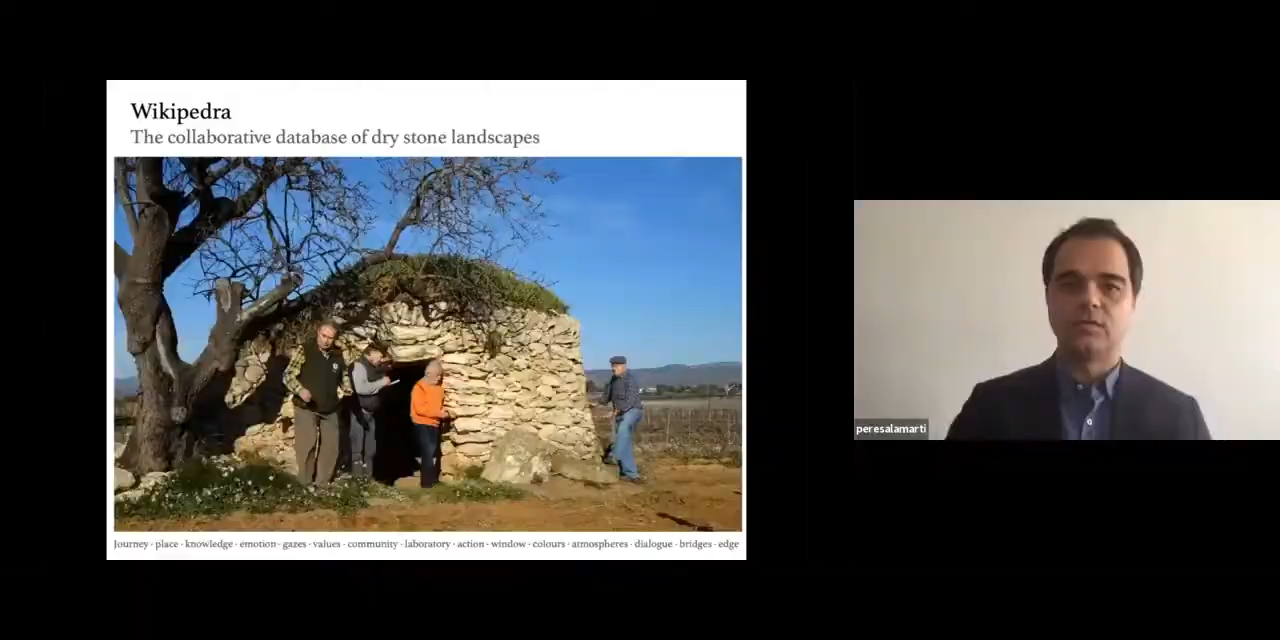 Wikipedra
The collaborative database of dry stone landscapes
Journey · place · knowledge · emotion · gazes · values · community · laboratory · action · window · colours · atmospheres · dialogue · bridges · edge
peresalamarti